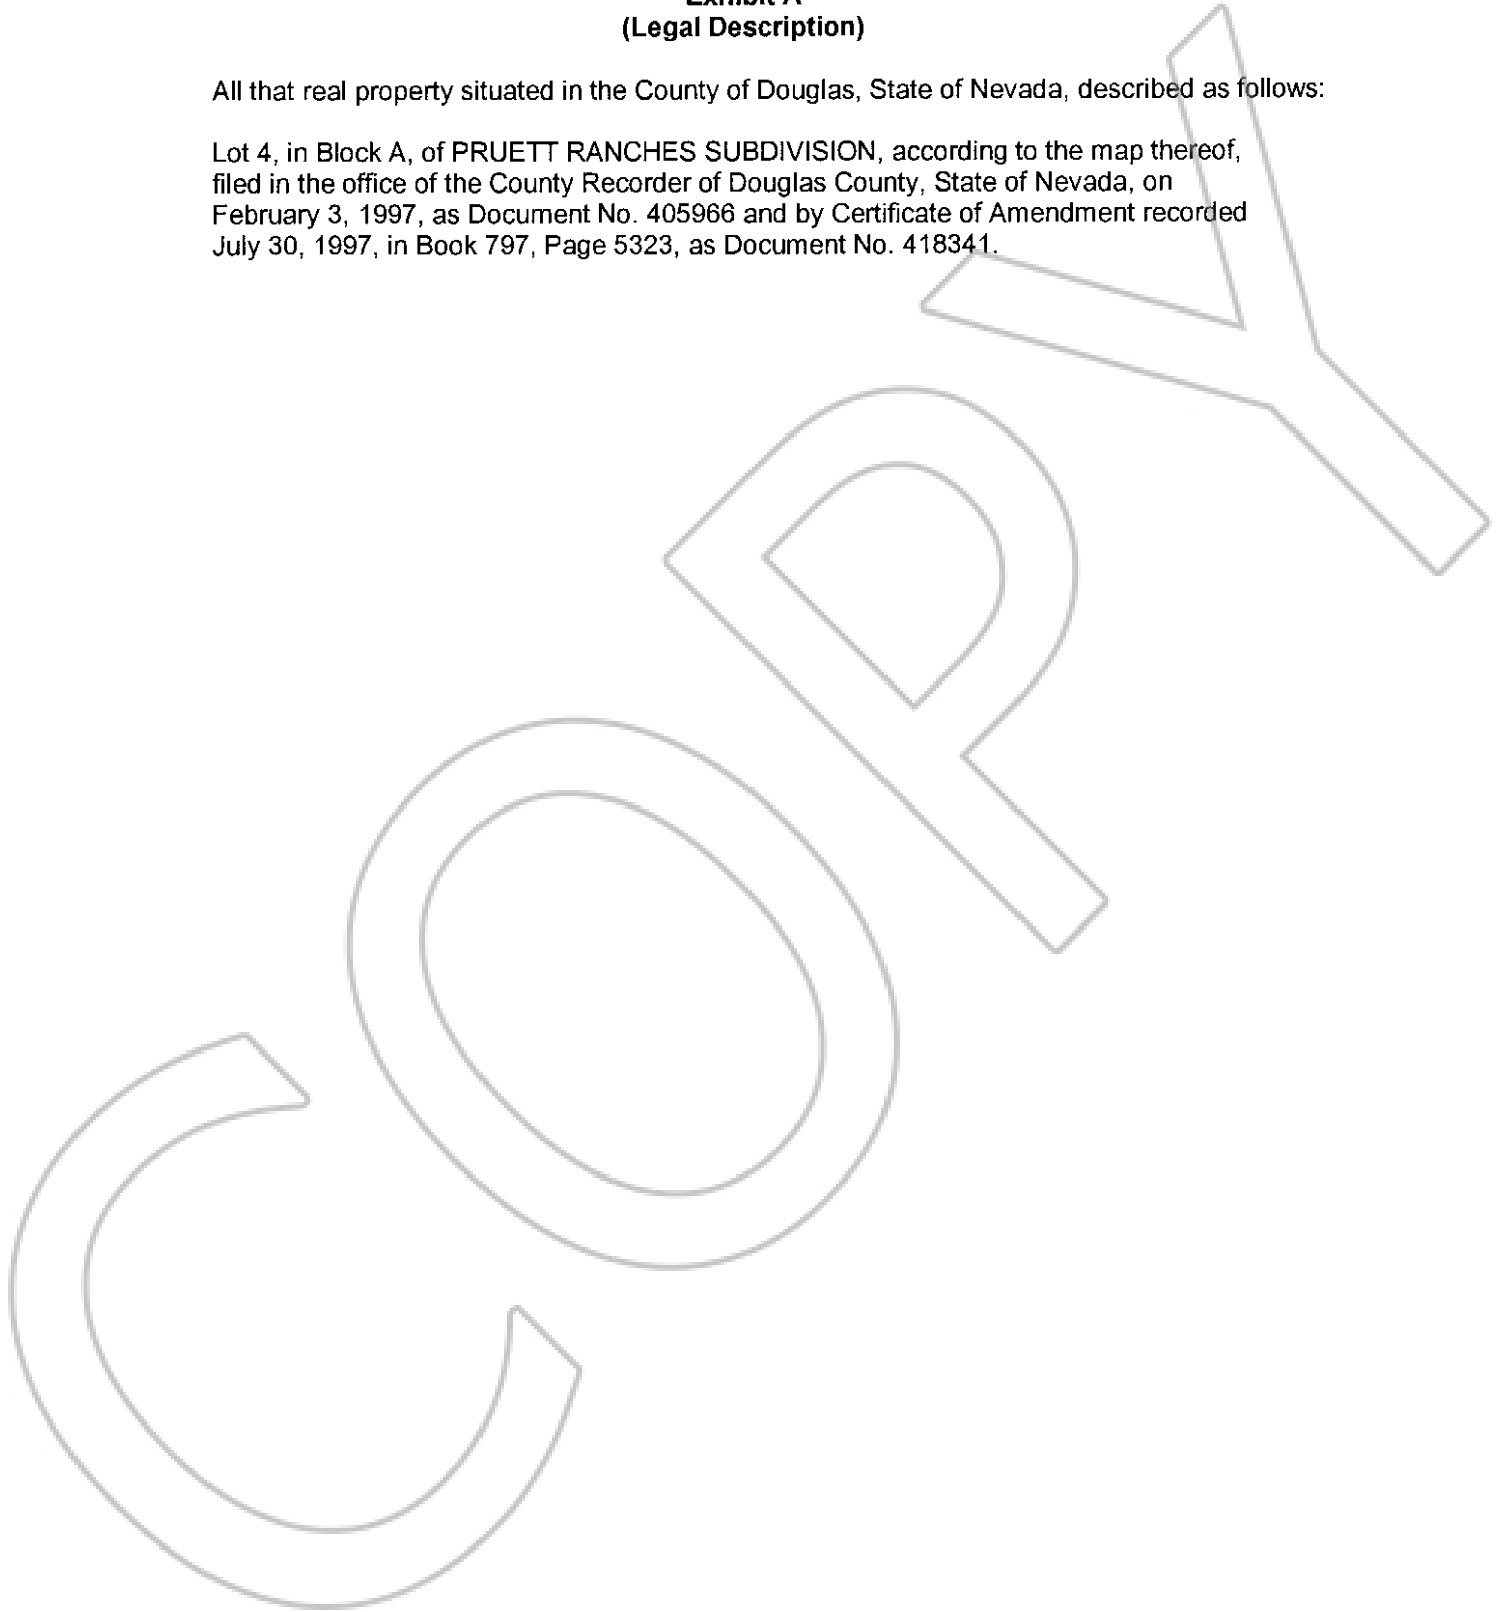 Exhibit A
(Legal Description)
All that real property situated in the County of Douglas, State of Nevada, described as follows:
Lot 4, in Block A, of PRUETT RANCHES SUBDIVISION, according to the map thereof,
filed in the office of the County Recorder of Douglas County, State of Nevada, on
February 3, 1997, as Document No. 405966 and by Certificate of Amendment recorded
July 30, 1997, in Book 797, Page 5323, as Document No. 418341.
COPY